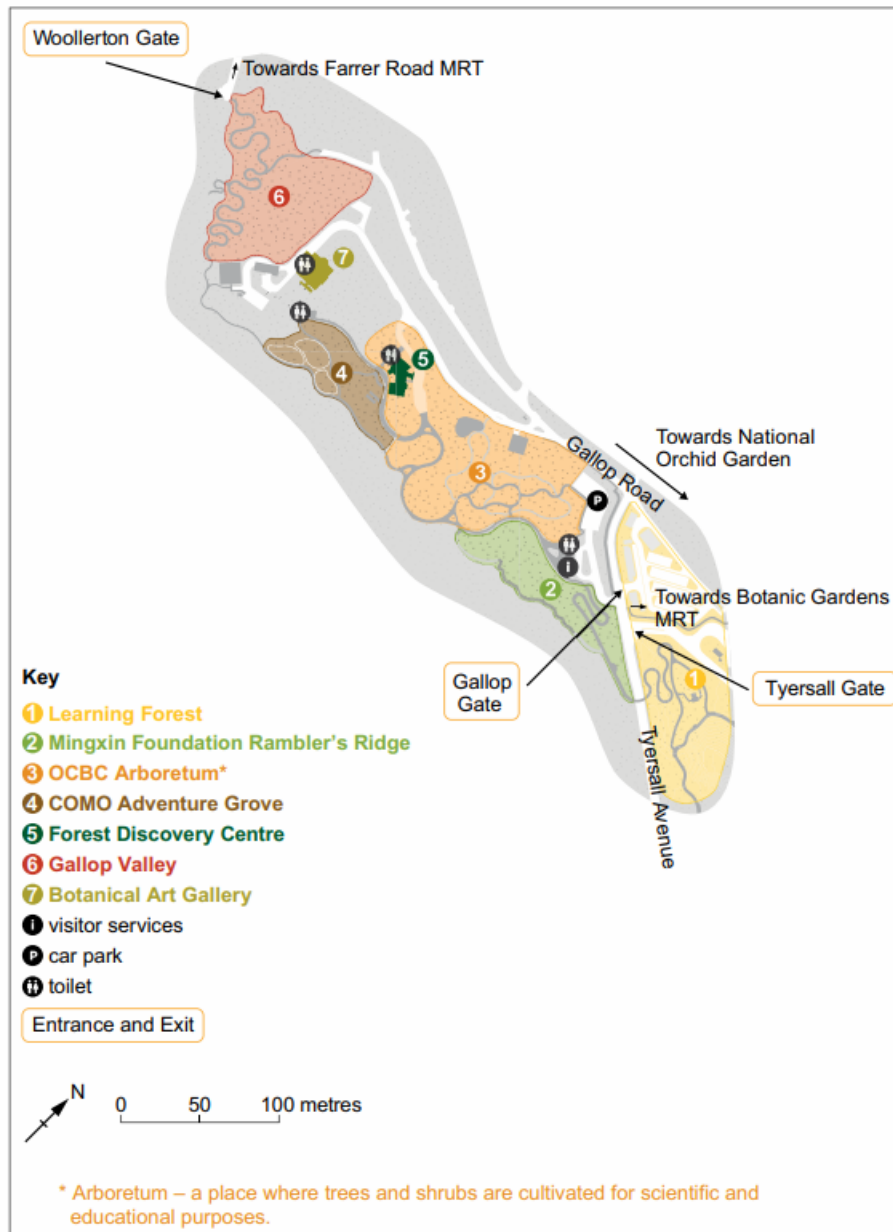 Woollerton Gate
Towards Farrer Road MRT
6
7
5
4
Towards National
Orchid Garden
Gallop Road
3
P
i
2
Towards Botanic Gardens
MRT
Gallop
Gate
1
Tyersall Gate
Tyersall Avenue
Key
1 Learning Forest
2 Mingxin Foundation Rambler's Ridge
3 OCBC Arboretum*
4 COMO Adventure Grove
5 Forest Discovery Centre
6 Gallop Valley
7 Botanical Art Gallery
i visitor services
P car park
toilet
Entrance and Exit
N
0 50 100 metres
* Arboretum – a place where trees and shrubs are cultivated for scientific and
educational purposes.